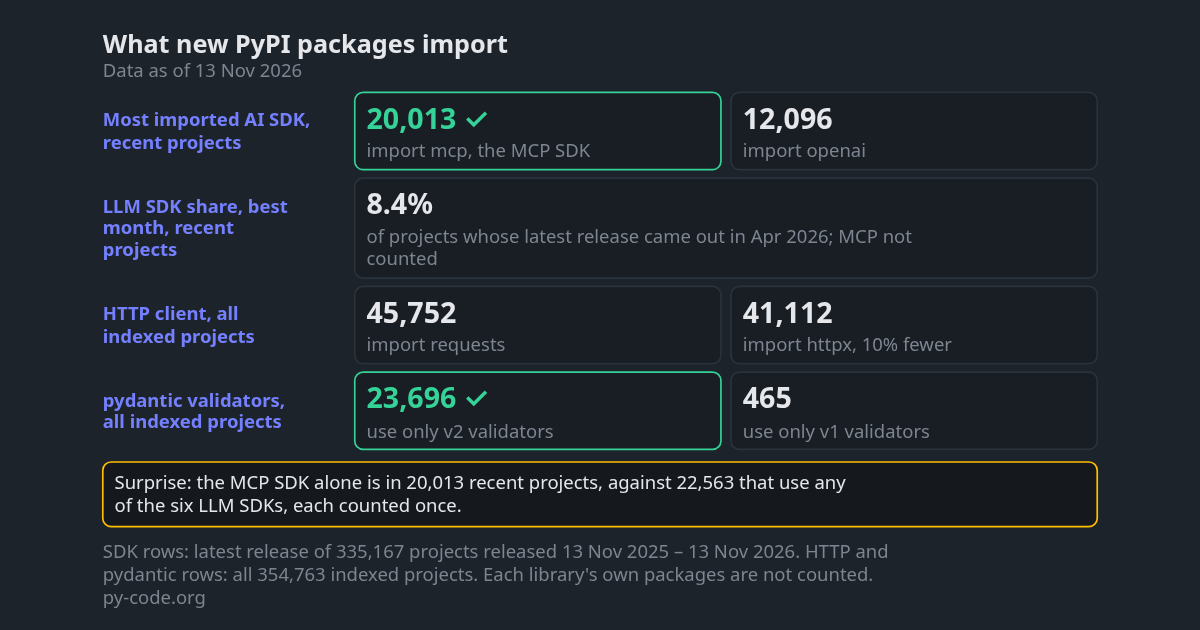 What new PyPI packages import
Data as of 13 Nov 2026
Most imported AI SDK,
recent projects
20,013 ✓
import mcp, the MCP SDK
12,096
import openai
LLM SDK share, best
month, recent
projects
8.4%
of projects whose latest release came out in Apr 2026; MCP not
counted
HTTP client, all
indexed projects
45,752
import requests
41,112
import httpx, 10% fewer
pydantic validators,
all indexed projects
23,696 ✓
use only v2 validators
465
use only v1 validators
Surprise: the MCP SDK alone is in 20,013 recent projects, against 22,563 that use any
of the six LLM SDKs, each counted once.
SDK rows: latest release of 335,167 projects released 13 Nov 2025 – 13 Nov 2026. HTTP and
pydantic rows: all 354,763 indexed projects. Each library's own packages are not counted.
py-code.org